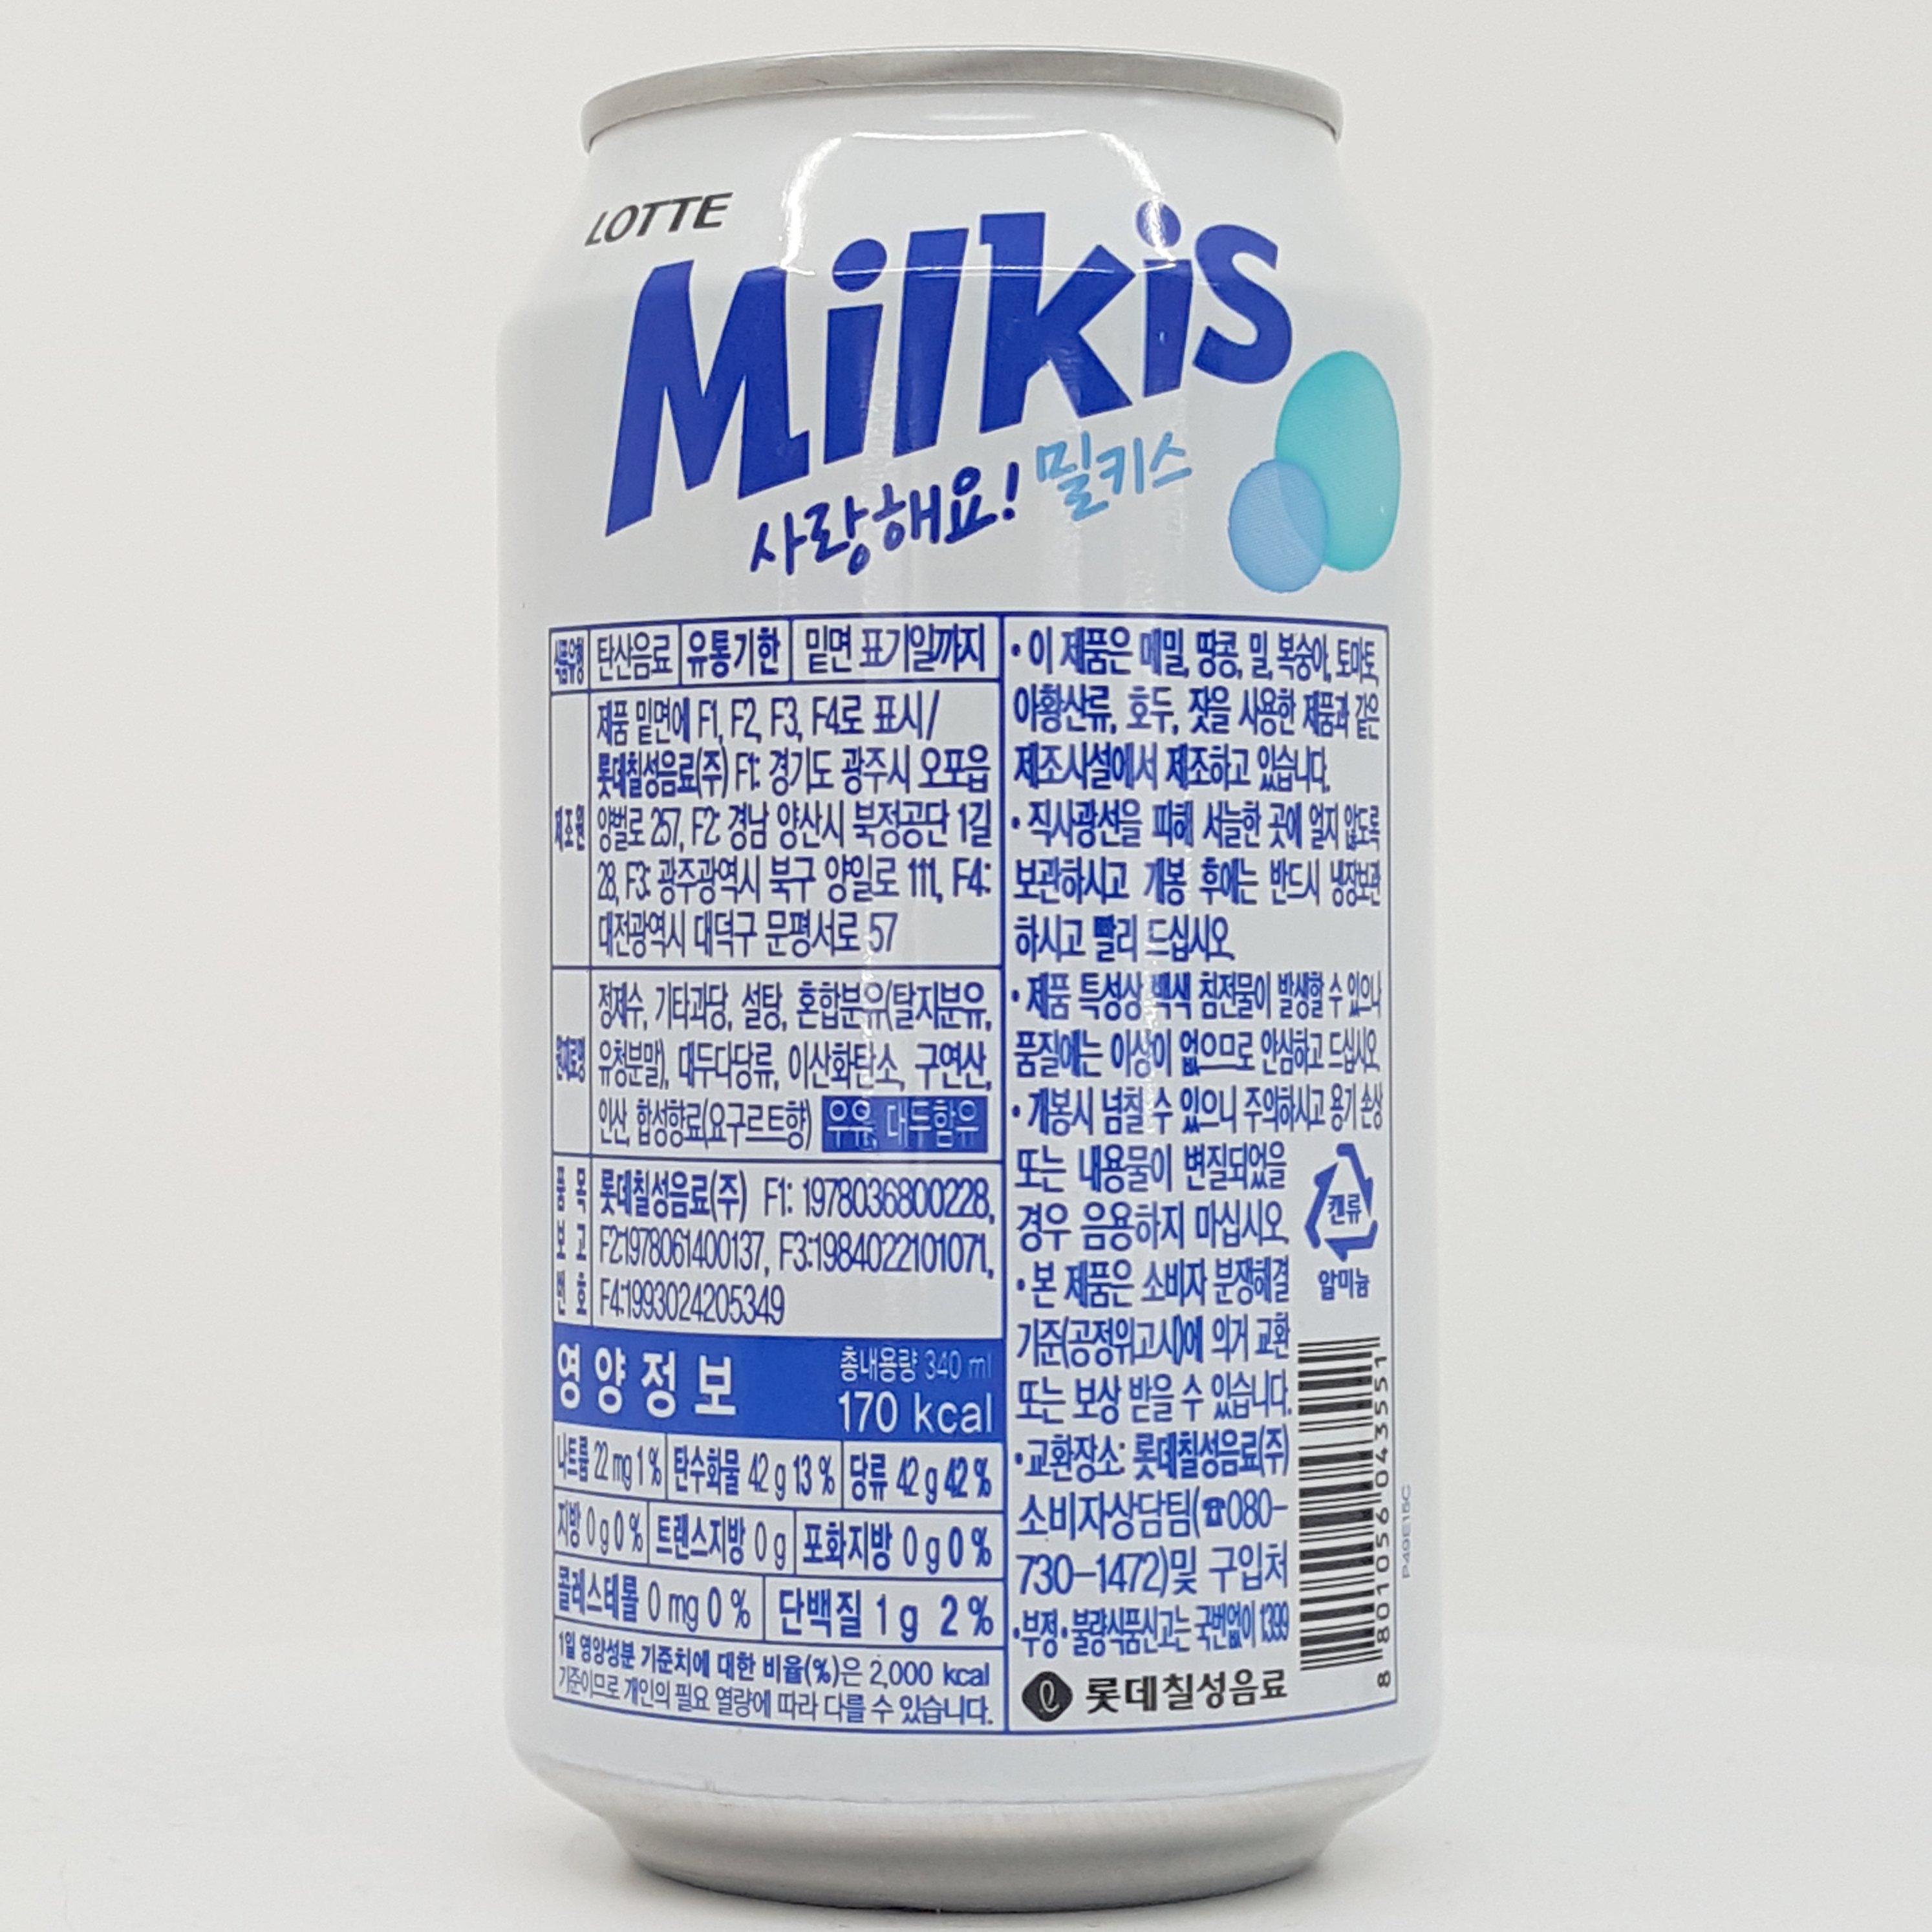 LOTTE
Milkis
사랑해요! 밀키스
식품유형 탄산음료 유통기한 밑면 표기일까지
제조원
제품 밑면에 F1, F2, F3, F4로 표시/
롯데칠성음료(주) F1: 경기도 광주시 오포읍
양벌로 257, F2: 경남 양산시 북정공단 1길
28, F3: 광주광역시 북구 양일로 111, F4:
대전광역시 대덕구 문평서로 57
원재료명
정제수, 기타과당, 설탕, 혼합분유(탈지분유,
유청분말), 대두다당류, 이산화탄소, 구연산,
인산, 합성향료(요구르트향) 우유, 대두함유
품목
보고
번호
롯데칠성음료(주) F1: 1978036800228,
F2:1978061400137, F3:1984022101071,
F4:1993024205349
영양정보 총내용량 340 ml
170 kcal
나트륨 22 mg 1 % 탄수화물 42 g 13 % 당류 42 g 42 %
지방 0 g 0 % 트랜스지방 0 g 포화지방 0 g 0 %
콜레스테롤 0 mg 0 % 단백질 1 g 2 %
1일 영양성분 기준치에 대한 비율(%)은 2,000 kcal
기준이므로 개인의 필요 열량에 따라 다를 수 있습니다.
• 이 제품은 메밀, 땅콩, 밀, 복숭아, 토마토,
아황산류, 호두, 잣을 사용한 제품과 같은
제조시설에서 제조하고 있습니다.
• 직사광선을 피해 서늘한 곳에 얼지 않도록
보관하시고 개봉 후에는 반드시 냉장보관
하시고 빨리 드십시오.
• 제품 특성상 백색 침전물이 발생할 수 있으나
품질에는 이상이 없으므로 안심하고 드십시오.
• 개봉시 넘칠 수 있으니 주의하시고 용기 손상
또는 내용물이 변질되었을
경우 음용하지 마십시오.
• 본 제품은 소비자 분쟁해결
기준(공정위고시)에 의거 교환
또는 보상 받을 수 있습니다.
• 교환장소: 롯데칠성음료(주)
소비자상담팀(☎080-
730-1472)및 구입처
• 부정•불량식품신고는 국번없이 1399
롯데칠성음료
캔류
알미늄
8 801056 043551
P49E15C